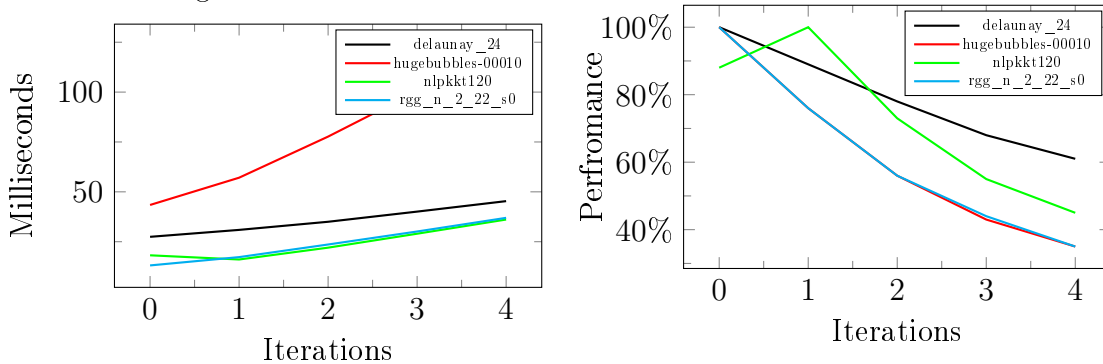 delaunay_24
hugebubbles-00010
nlpkkt120
rgg_n_2_22_s0
100
50
Milliseconds
0 1 2 3 4
Iterations
delaunay_24
hugebubbles-00010
nlpkkt120
rgg_n_2_22_s0
100%
80%
60%
40%
Perfromance
0 1 2 3 4
Iterations